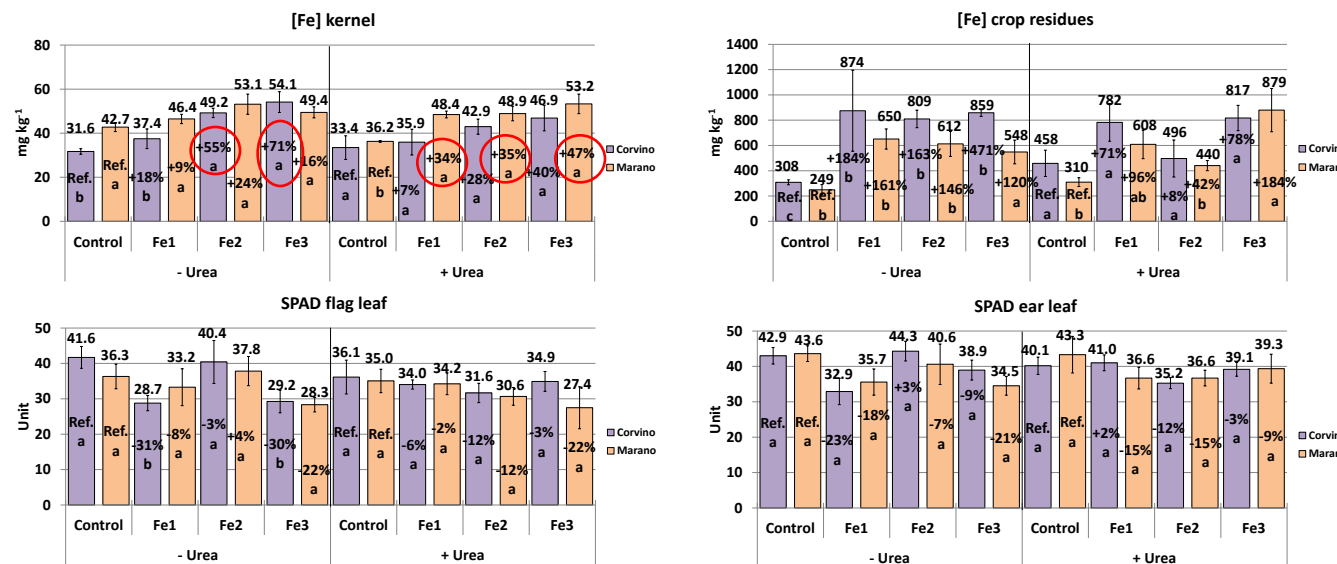 [Fe] kernel
mg kg-1
80
60
40
20
0
31.6 42.7 37.4 46.4 49.2 53.1 54.1 49.4 33.4 36.2 35.9 48.4 42.9 48.9 46.9 53.2
Ref. b
Ref. a
+18% b
+9% a
+55% a
+24% a
+71% a
+16% a
Ref. a
Ref. b
+7% a
+34% a
+28% a
+35% a
+40% a
+47% a
Control Fe1 Fe2 Fe3 Control Fe1 Fe2 Fe3
- Urea + Urea
Corvino
Marano
[Fe] crop residues
mg kg-1
1400
1200
1000
800
600
400
200
0
308 249 874 650 809 612 859 548 458 310 782 608 496 440 817 879
Ref. c
Ref. b
+184% b
+161% b
+163% b
+146% b
+471% b
+120% a
Ref. a
Ref. b
+71% a
+96% ab
+8% a
+42% b
+78% a
+184% a
Control Fe1 Fe2 Fe3 Control Fe1 Fe2 Fe3
- Urea + Urea
Corvino
Marano
SPAD flag leaf
Unit
50
40
30
20
10
0
41.6 36.3 28.7 33.2 40.4 37.8 29.2 28.3 36.1 35.0 34.0 34.2 31.6 30.6 34.9 27.4
Ref. a
Ref. a
-31% b
-8% a
-3% a
+4% a
-30% b
-22% a
Ref. a
Ref. a
-6% a
-2% a
-12% a
-12% a
-3% a
-22% a
Control Fe1 Fe2 Fe3 Control Fe1 Fe2 Fe3
- Urea + Urea
Corvino
Marano
SPAD ear leaf
Unit
50
40
30
20
10
0
42.9 43.6 32.9 35.7 44.3 40.6 38.9 34.5 40.1 43.3 41.0 36.6 35.2 36.6 39.1 39.3
Ref. a
Ref. a
-23% a
-18% a
+3% a
-7% a
-9% a
-21% a
Ref. a
Ref. a
+2% a
-15% a
-12% a
-15% a
-3% a
-9% a
Control Fe1 Fe2 Fe3 Control Fe1 Fe2 Fe3
- Urea + Urea
Corvino
Marano